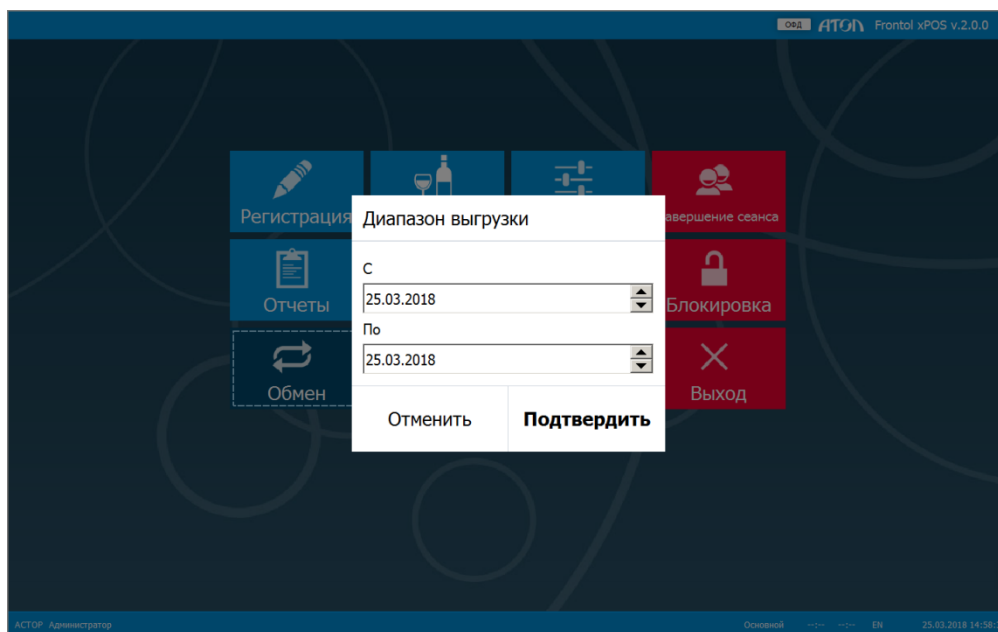 ОФД АТОЛ Frontol xPOS v.2.0.0
Регистрация
Диапазон выгрузки
авершение сеанса
С
25.03.2018
Отчеты
Блокировка
По
25.03.2018
Обмен
Выход
Отменить
Подтвердить
АСТОР Администратор
Основной --:-- --:-- EN 25.03.2018 14:58: